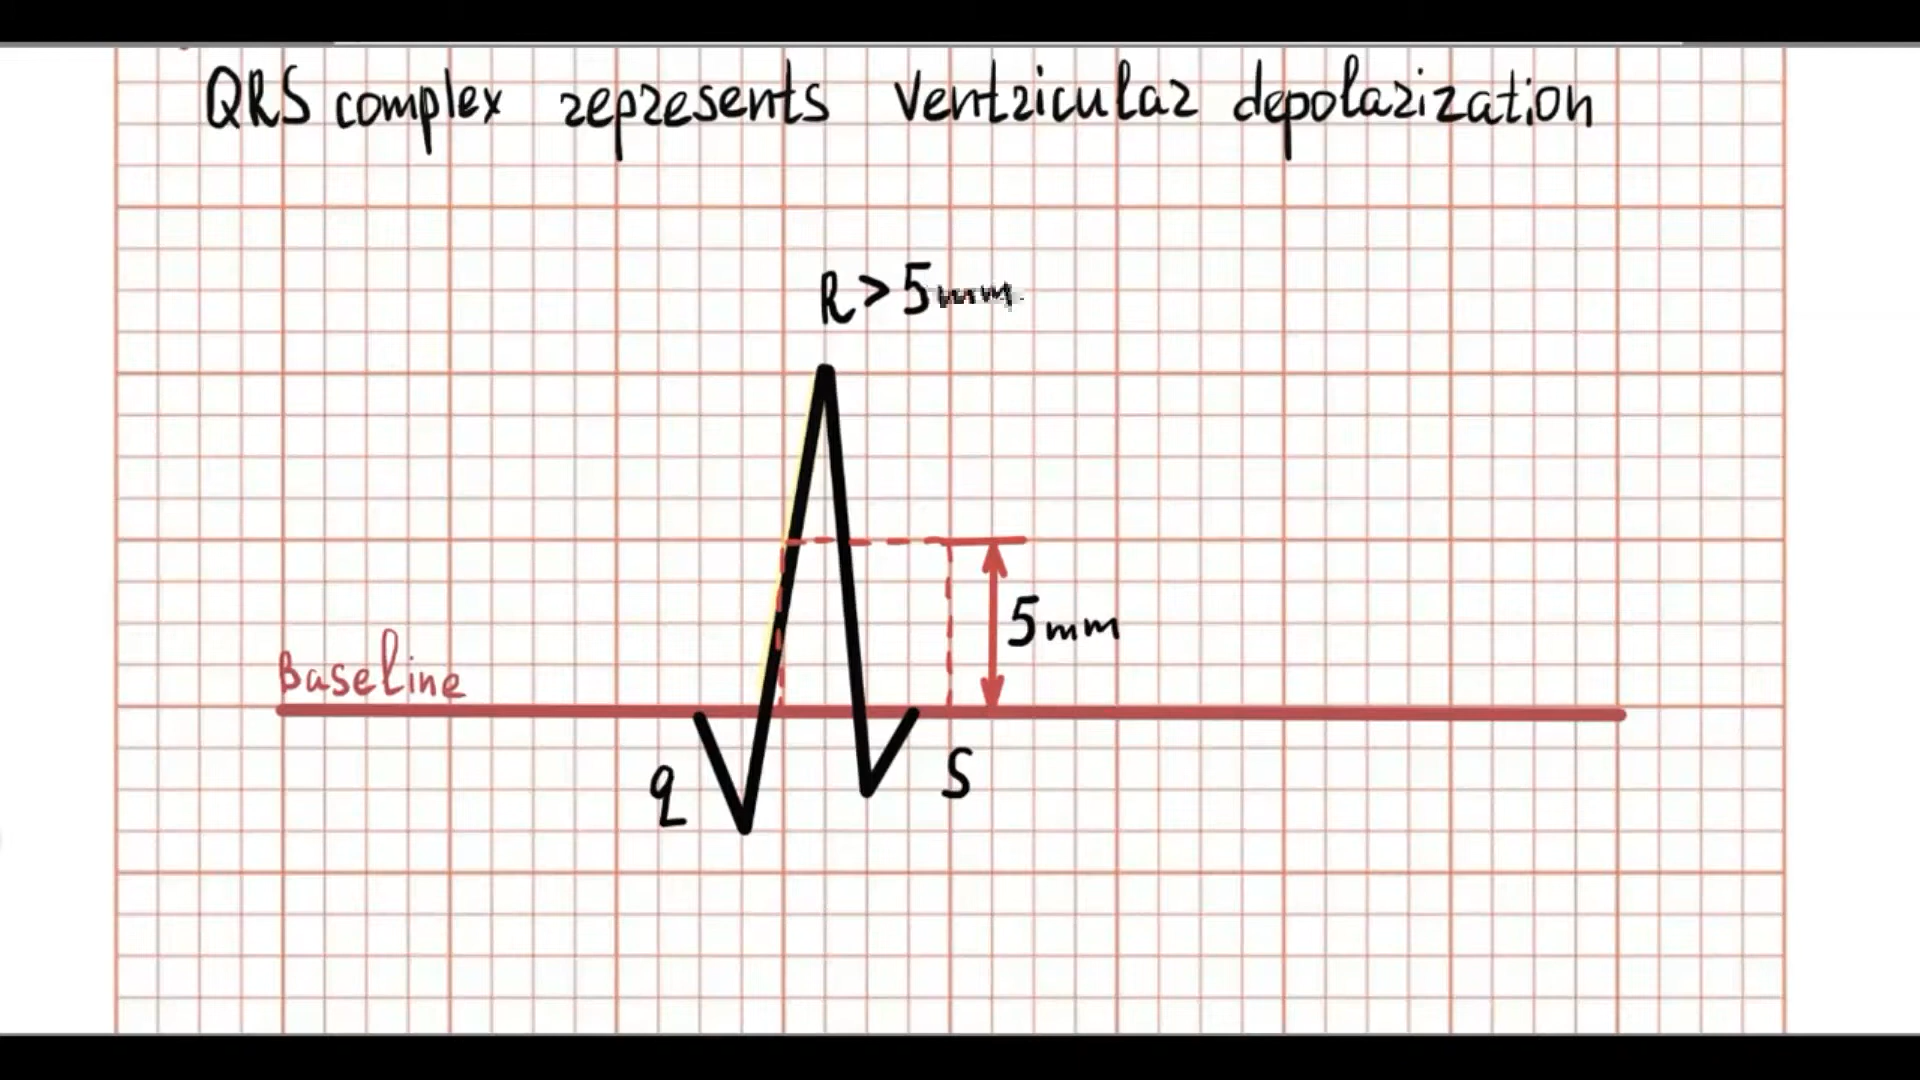 QRS complex represents Ventricular depolarization
R > 5mm
5mm
Baseline
q
S